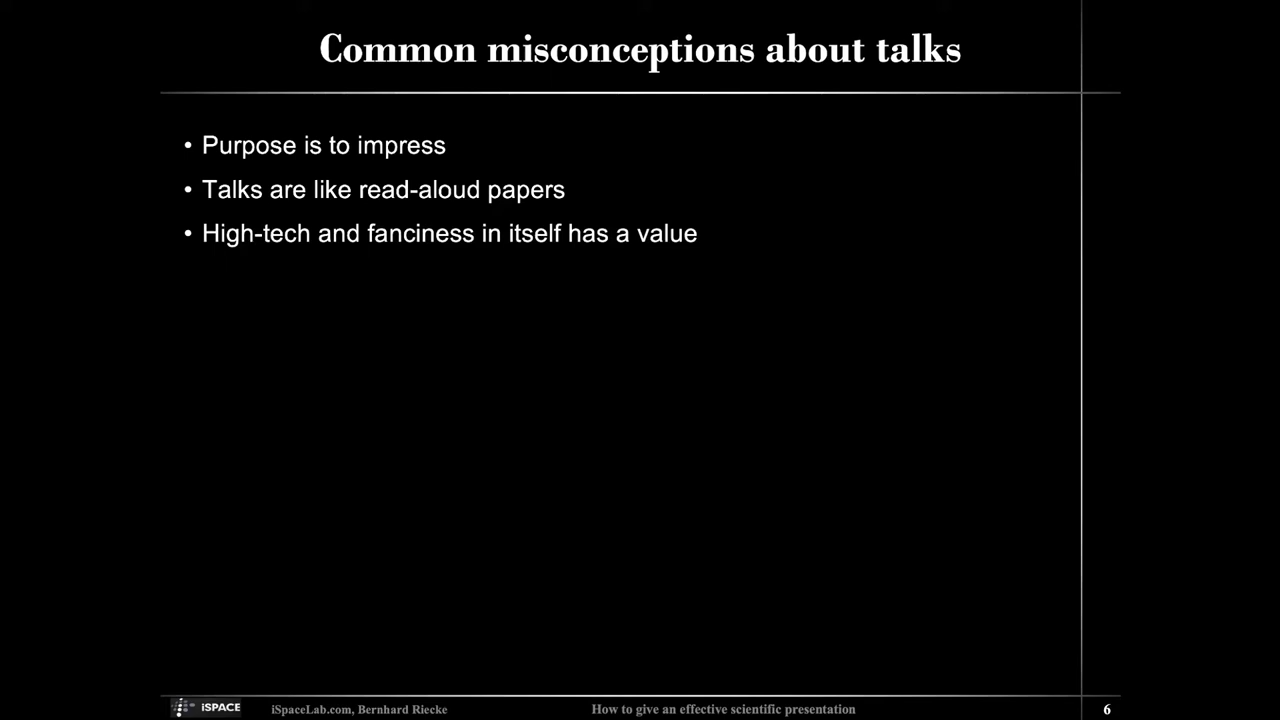 Common misconceptions about talks
• Purpose is to impress
• Talks are like read-aloud papers
• High-tech and fanciness in itself has a value
iSPACE
iSpaceLab.com, Bernhard Riecke
How to give an effective scientific presentation
6